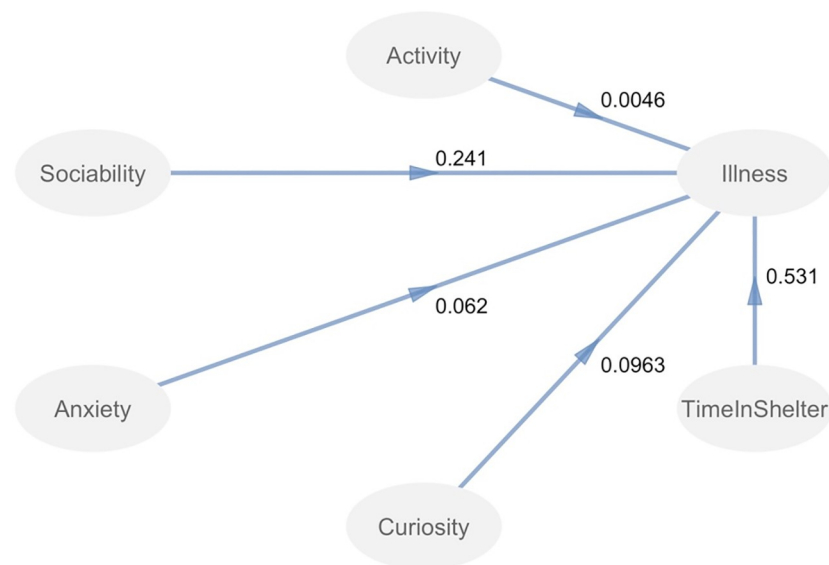 Activity
0.0046
Sociability
0.241
Illness
0.531
0.062
0.0963
Anxiety
TimeInShelter
Curiosity